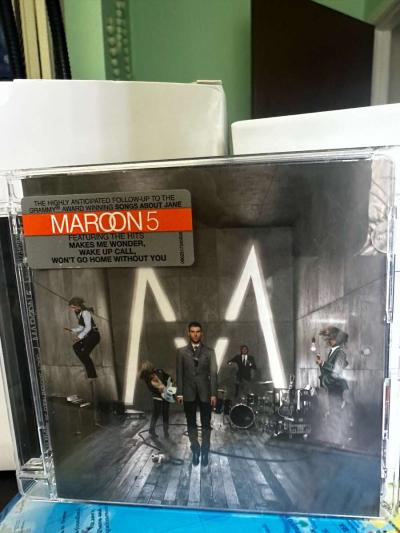 THE HIGHLY ANTICIPATED FOLLOW-UP TO THE
GRAMMY® AWARD WINNING SONGS ABOUT JANE
MAROON 5
FEATURING THE HITS
MAKES ME WONDER,
WAKE UP CALL,
WON'T GO HOME WITHOUT YOU
M